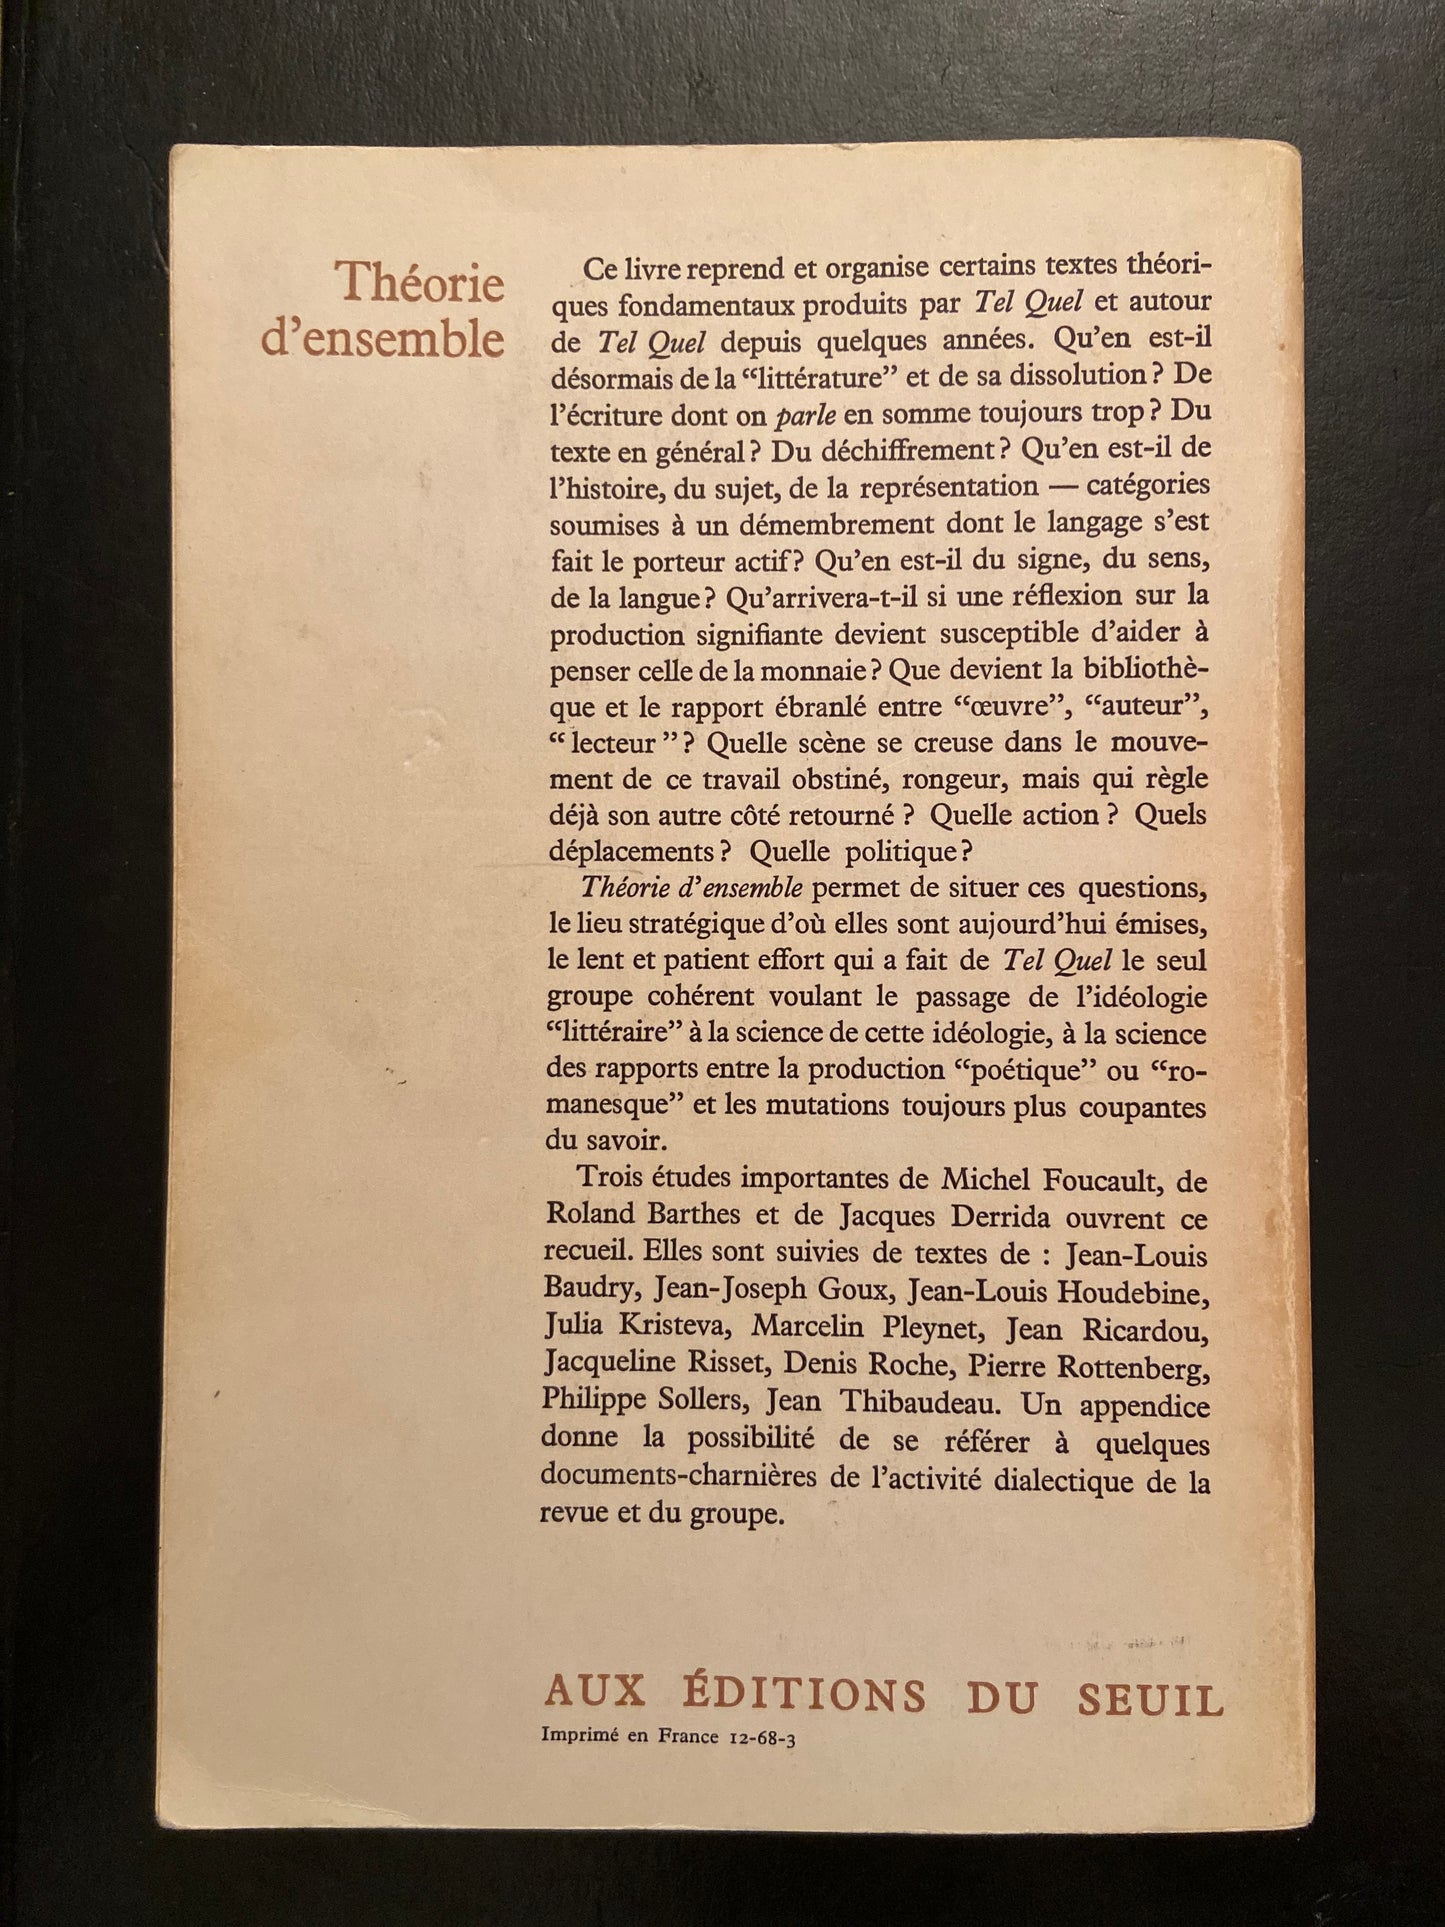 Théorie
d’ensemble
Ce livre reprend et organise certains textes théori-
ques fondamentaux produits par Tel Quel et autour
de Tel Quel depuis quelques années. Qu’en est-il
désormais de la “littérature” et de sa dissolution ? De
l’écriture dont on parle en somme toujours trop ? Du
texte en général ? Du déchiffrement ? Qu’en est-il de
l’histoire, du sujet, de la représentation — catégories
soumises à un démembrement dont le langage s’est
fait le porteur actif ? Qu’en est-il du signe, du sens,
de la langue ? Qu’arrivera-t-il si une réflexion sur la
production signifiante devient susceptible d’aider à
penser celle de la monnaie ? Que devient la bibliothè-
que et le rapport ébranlé entre “œuvre”, “auteur”,
“ lecteur ” ? Quelle scène se creuse dans le mouve-
ment de ce travail obstiné, rongeur, mais qui règle
déjà son autre côté retourné ? Quelle action ? Quels
déplacements ? Quelle politique ?
Théorie d’ensemble permet de situer ces questions,
le lieu stratégique d’où elles sont aujourd’hui émises,
le lent et patient effort qui a fait de Tel Quel le seul
groupe cohérent voulant le passage de l’idéologie
“littéraire” à la science de cette idéologie, à la science
des rapports entre la production “poétique” ou “ro-
manesque” et les mutations toujours plus coupantes
du savoir.
Trois études importantes de Michel Foucault, de
Roland Barthes et de Jacques Derrida ouvrent ce
recueil. Elles sont suivies de textes de : Jean-Louis
Baudry, Jean-Joseph Goux, Jean-Louis Houdebine,
Julia Kristeva, Marcelin Pleynet, Jean Ricardou,
Jacqueline Risset, Denis Roche, Pierre Rottenberg,
Philippe Sollers, Jean Thibaudeau. Un appendice
donne la possibilité de se référer à quelques
documents-charnières de l’activité dialectique de la
revue et du groupe.
AUX ÉDITIONS DU SEUIL
Imprimé en France 12-68-3